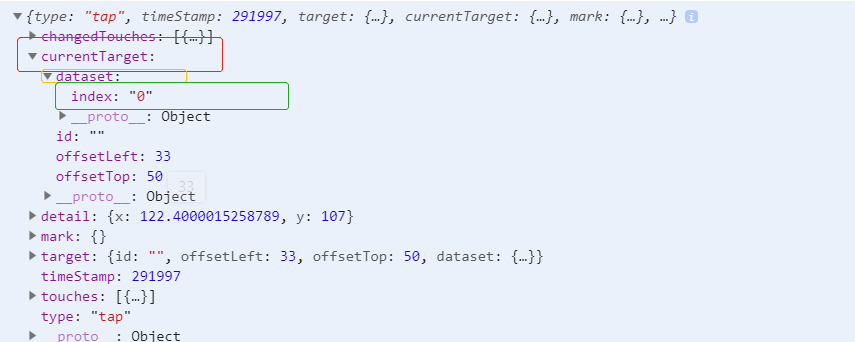 {type: "tap", timeStamp: 291997, target: {…}, currentTarget: {…}, mark: {…}, …} i
changedTouches: [{…}]
currentTarget:
dataset:
index: "0"
__proto__: Object
id: ""
offsetLeft: 33
offsetTop: 50
33
__proto__: Object
detail: {x: 122.4000015258789, y: 107}
mark: {}
target: {id: "", offsetLeft: 33, offsetTop: 50, dataset: {…}}
timeStamp: 291997
touches: [{…}]
type: "tap"
__proto__: Object